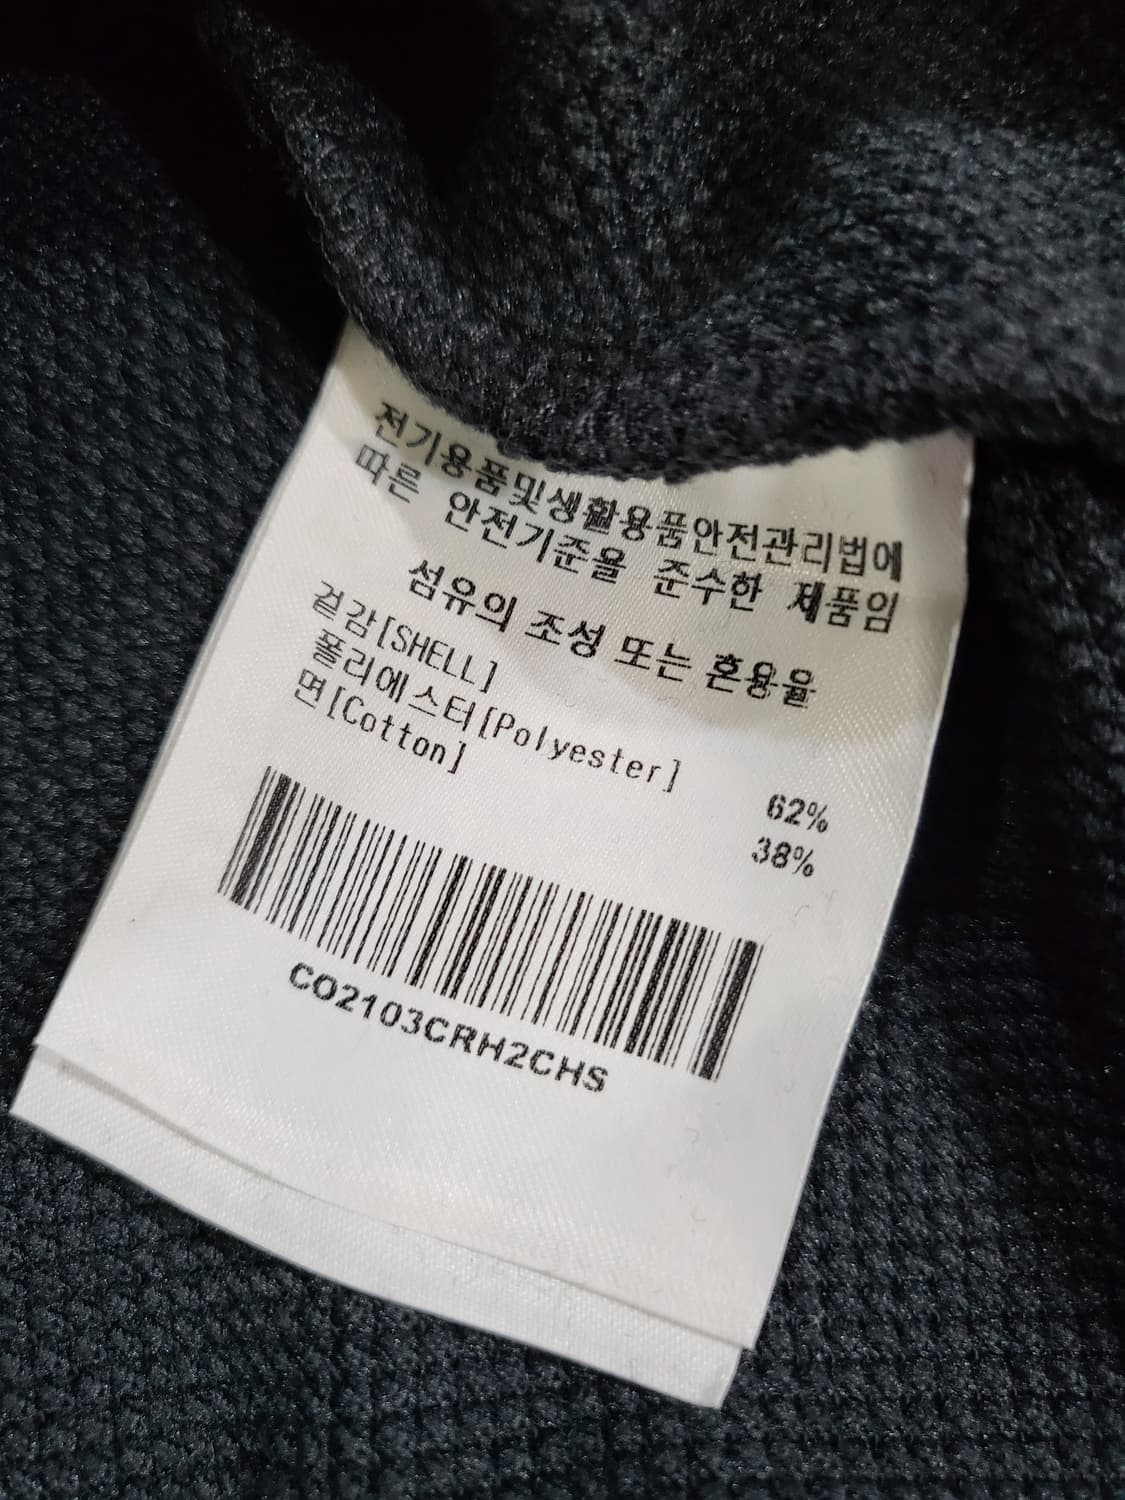 전기용품및생활용품안전관리법에
따른 안전기준을 준수한 제품임
섬유의 조성 또는 혼용율
겉감[SHELL]
폴리에스터[Polyester] 62%
면[Cotton] 38%
CO2103CRH2CHS